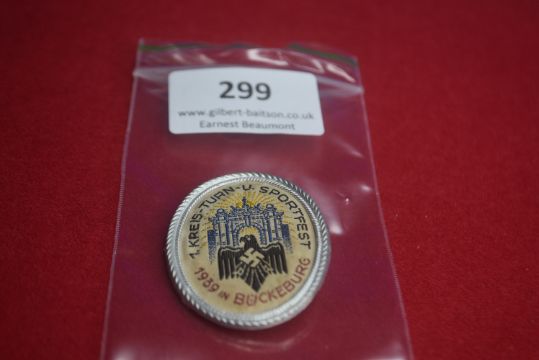 299
www.gilbert-baitson.co.uk
Earnest Beaumont
1. KREIS-TURN-U. SPORTFEST
1939 IN BÜCKEBURG